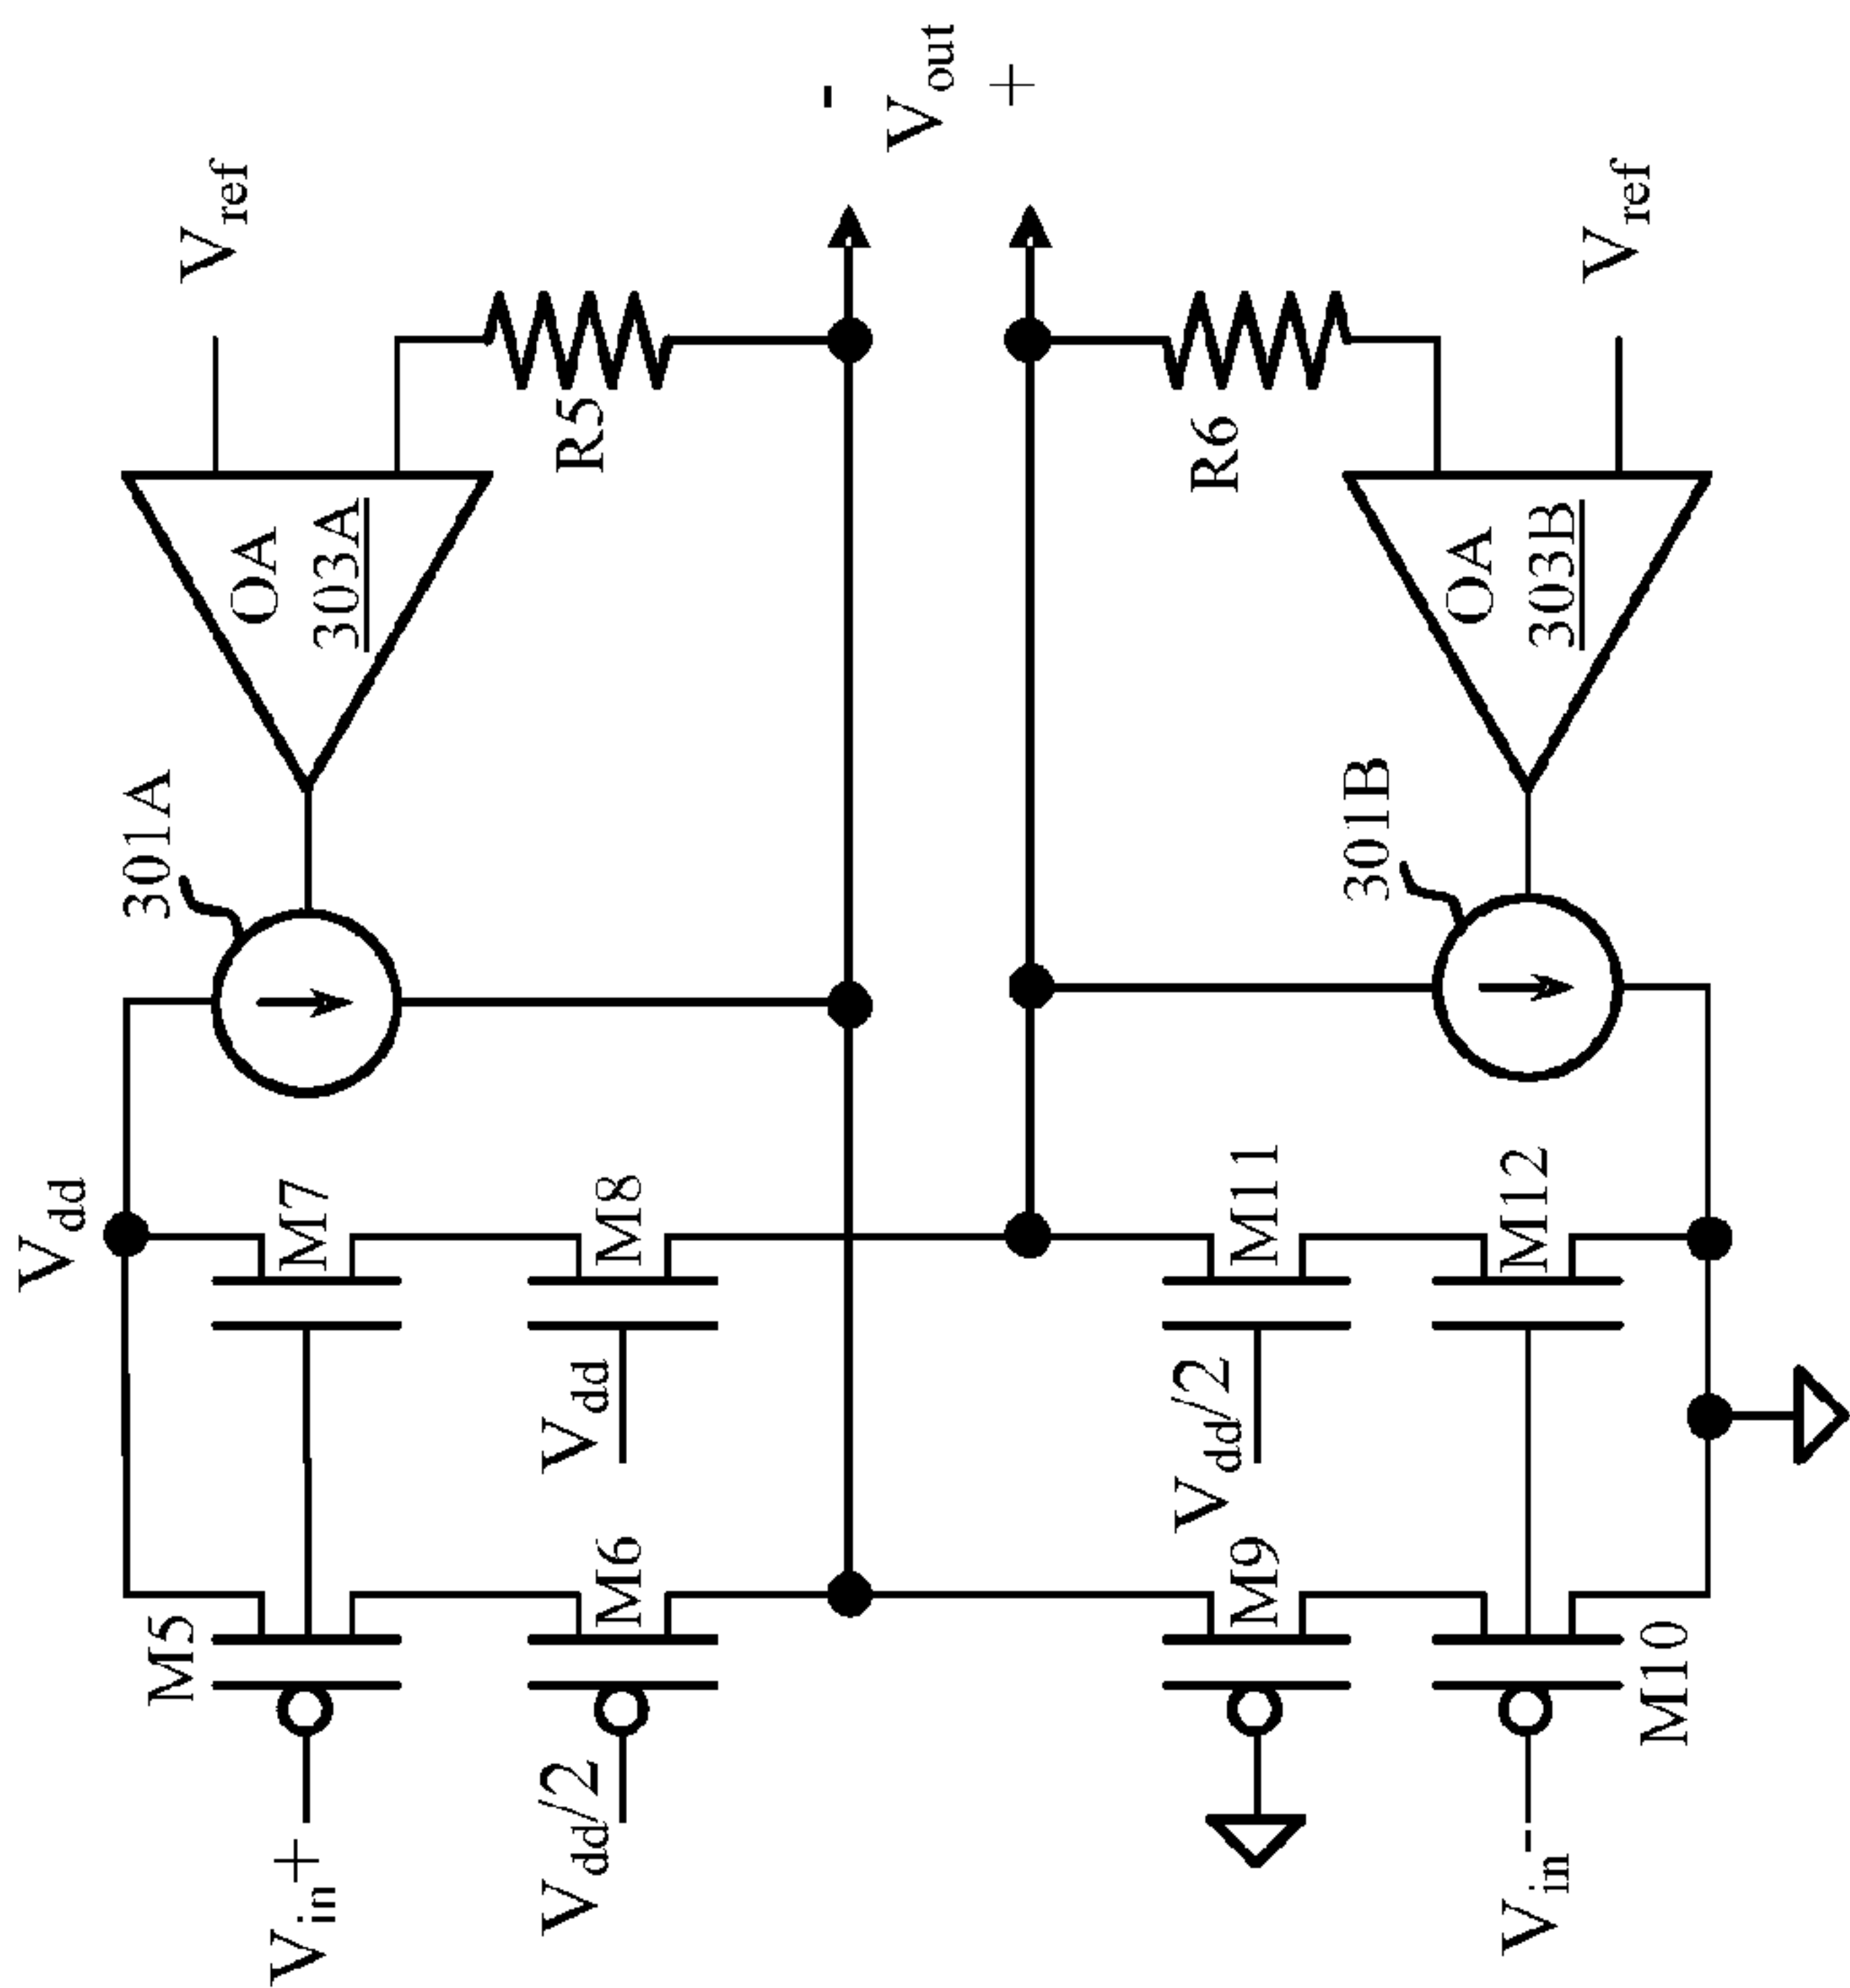 Vdd
Vin+
M5
M7
301A
OA
303A
Vref
Vdd/2
M6
Vdd
M8
R5
-
Vout
+
M9
Vdd/2
M11
301B
R6
OA
303B
Vref
Vin-
M10
M12